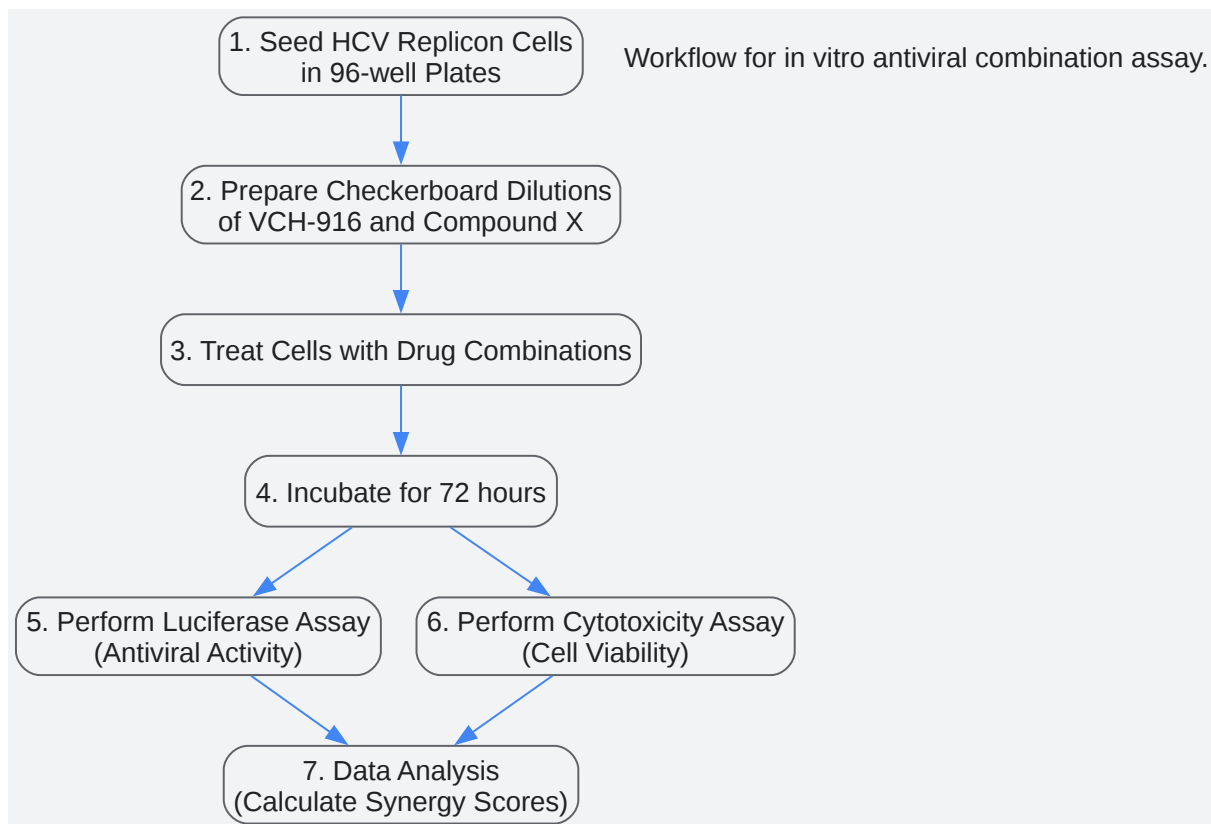 1. Seed HCV Replicon Cells
in 96-well Plates
Workflow for in vitro antiviral combination assay.
2. Prepare Checkerboard Dilutions
of VCH-916 and Compound X
3. Treat Cells with Drug Combinations
4. Incubate for 72 hours
5. Perform Luciferase Assay
(Antiviral Activity)
6. Perform Cytotoxicity Assay
(Cell Viability)
7. Data Analysis
(Calculate Synergy Scores)